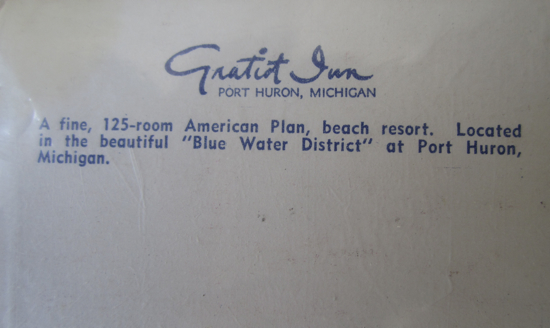 Gratiot Inn
PORT HURON, MICHIGAN
A fine, 125-room American Plan, beach resort. Located
in the beautiful "Blue Water District" at Port Huron,
Michigan.